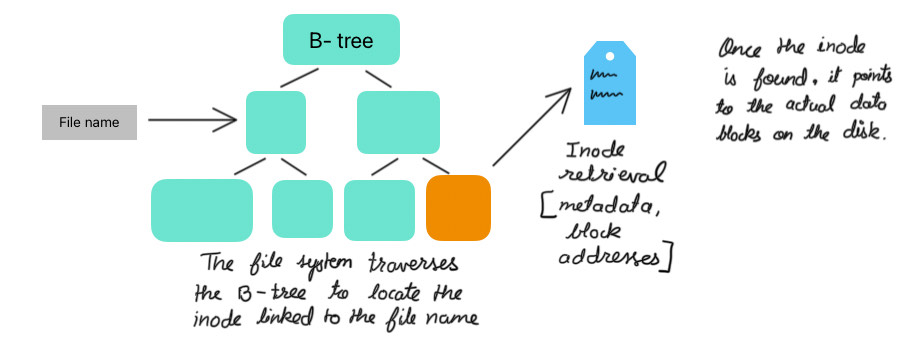 B- tree
File name
The file system traverses
the B-tree to locate the
inode linked to the file name
Inode
retrieval
[metadata,
block
addresses]
Once the inode
is found, it points
to the actual data
blocks on the disk.